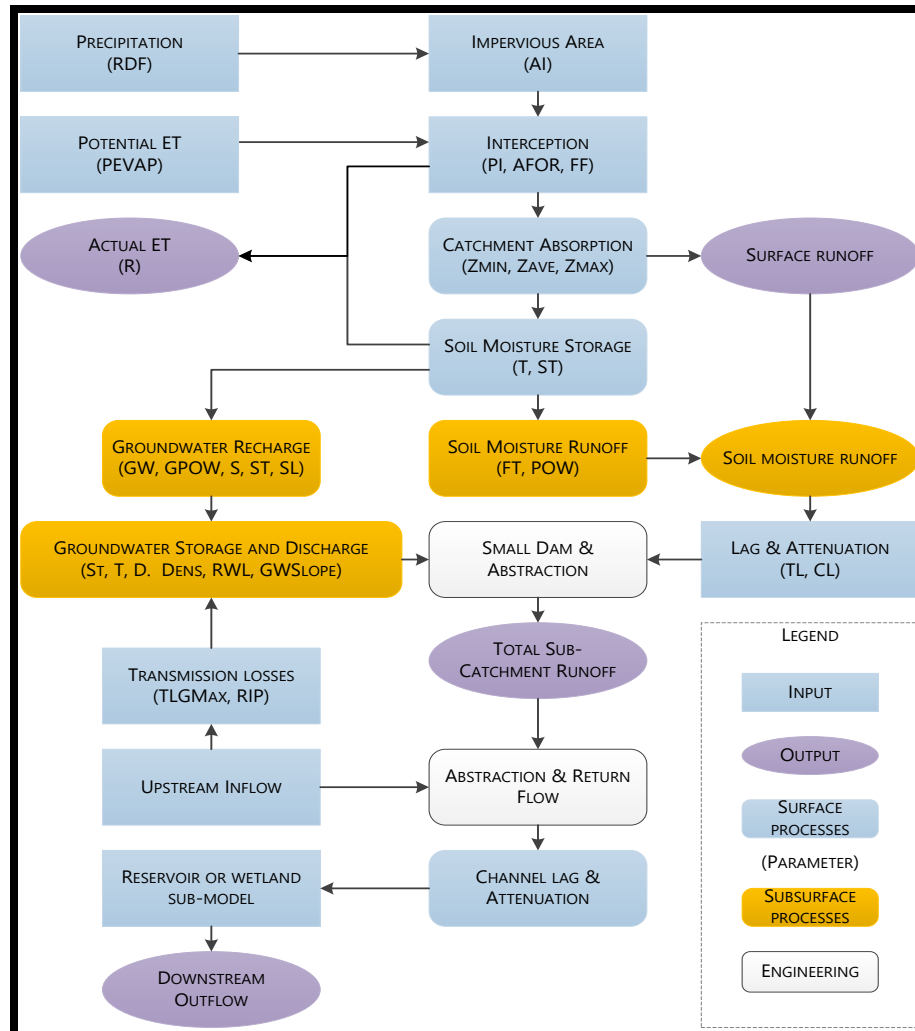 Precipitation
(RDF)
Impervious Area
(AI)
Potential ET
(PEVAP)
Interception
(PI, AFOR, FF)
Actual ET
(R)
Catchment Absorption
(Zmin, Zave, Zmax)
Surface runoff
Soil Moisture Storage
(T, ST)
Groundwater Recharge
(GW, GPOW, S, ST, SL)
Soil Moisture Runoff
(FT, POW)
Soil moisture runoff
Groundwater Storage and Discharge
(St, T, D. Dens, RWL, GWSlope)
Small Dam &
Abstraction
Lag & Attenuation
(TL, CL)
Total Sub-
Catchment Runoff
Transmission losses
(TLGMax, RIP)
Upstream Inflow
Abstraction & Return
Flow
Reservoir or wetland
sub-model
Channel lag &
Attenuation
Downstream
Outflow
Legend
Input
Output
Surface
processes
(Parameter)
Subsurface
processes
Engineering